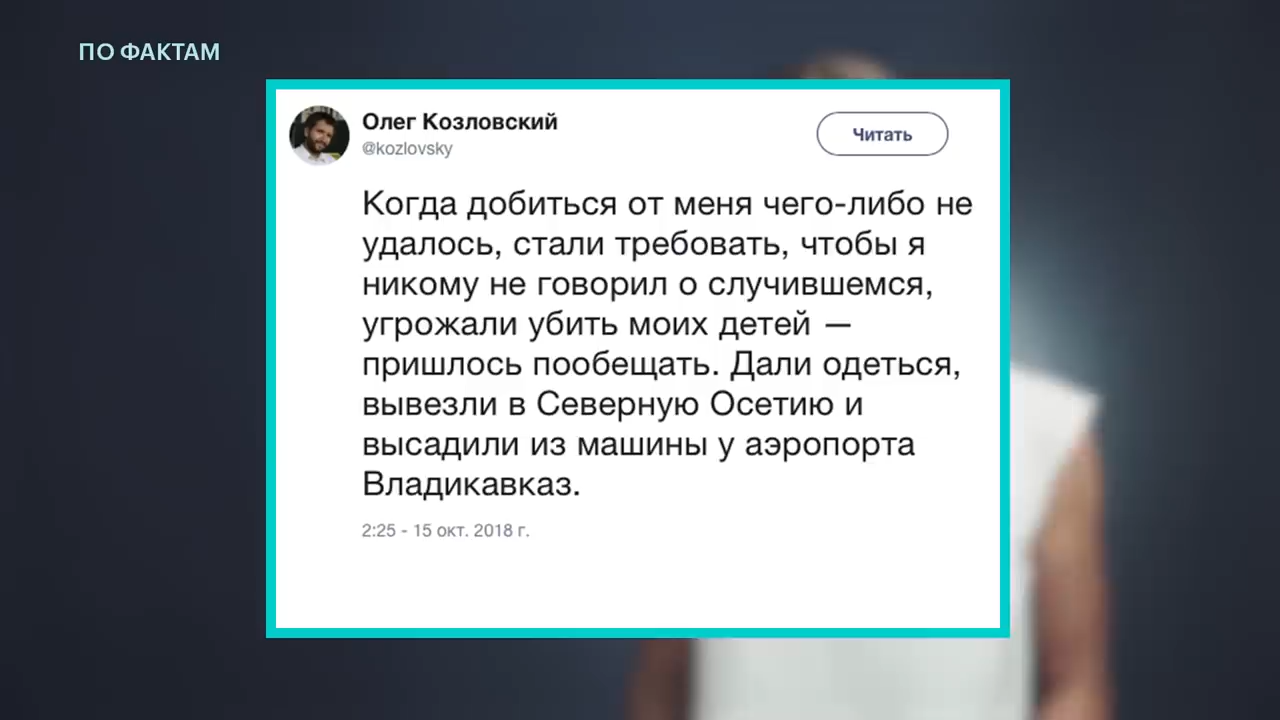 ПО ФАКТАМ
Олег Козловский
@kozlovsky
Читать
Когда добиться от меня чего-либо не
удалось, стали требовать, чтобы я
никому не говорил о случившемся,
угрожали убить моих детей —
пришлось пообещать. Дали одеться,
вывезли в Северную Осетию и
высадили из машины у аэропорта
Владикавказ.
2:25 - 15 окт. 2018 г.